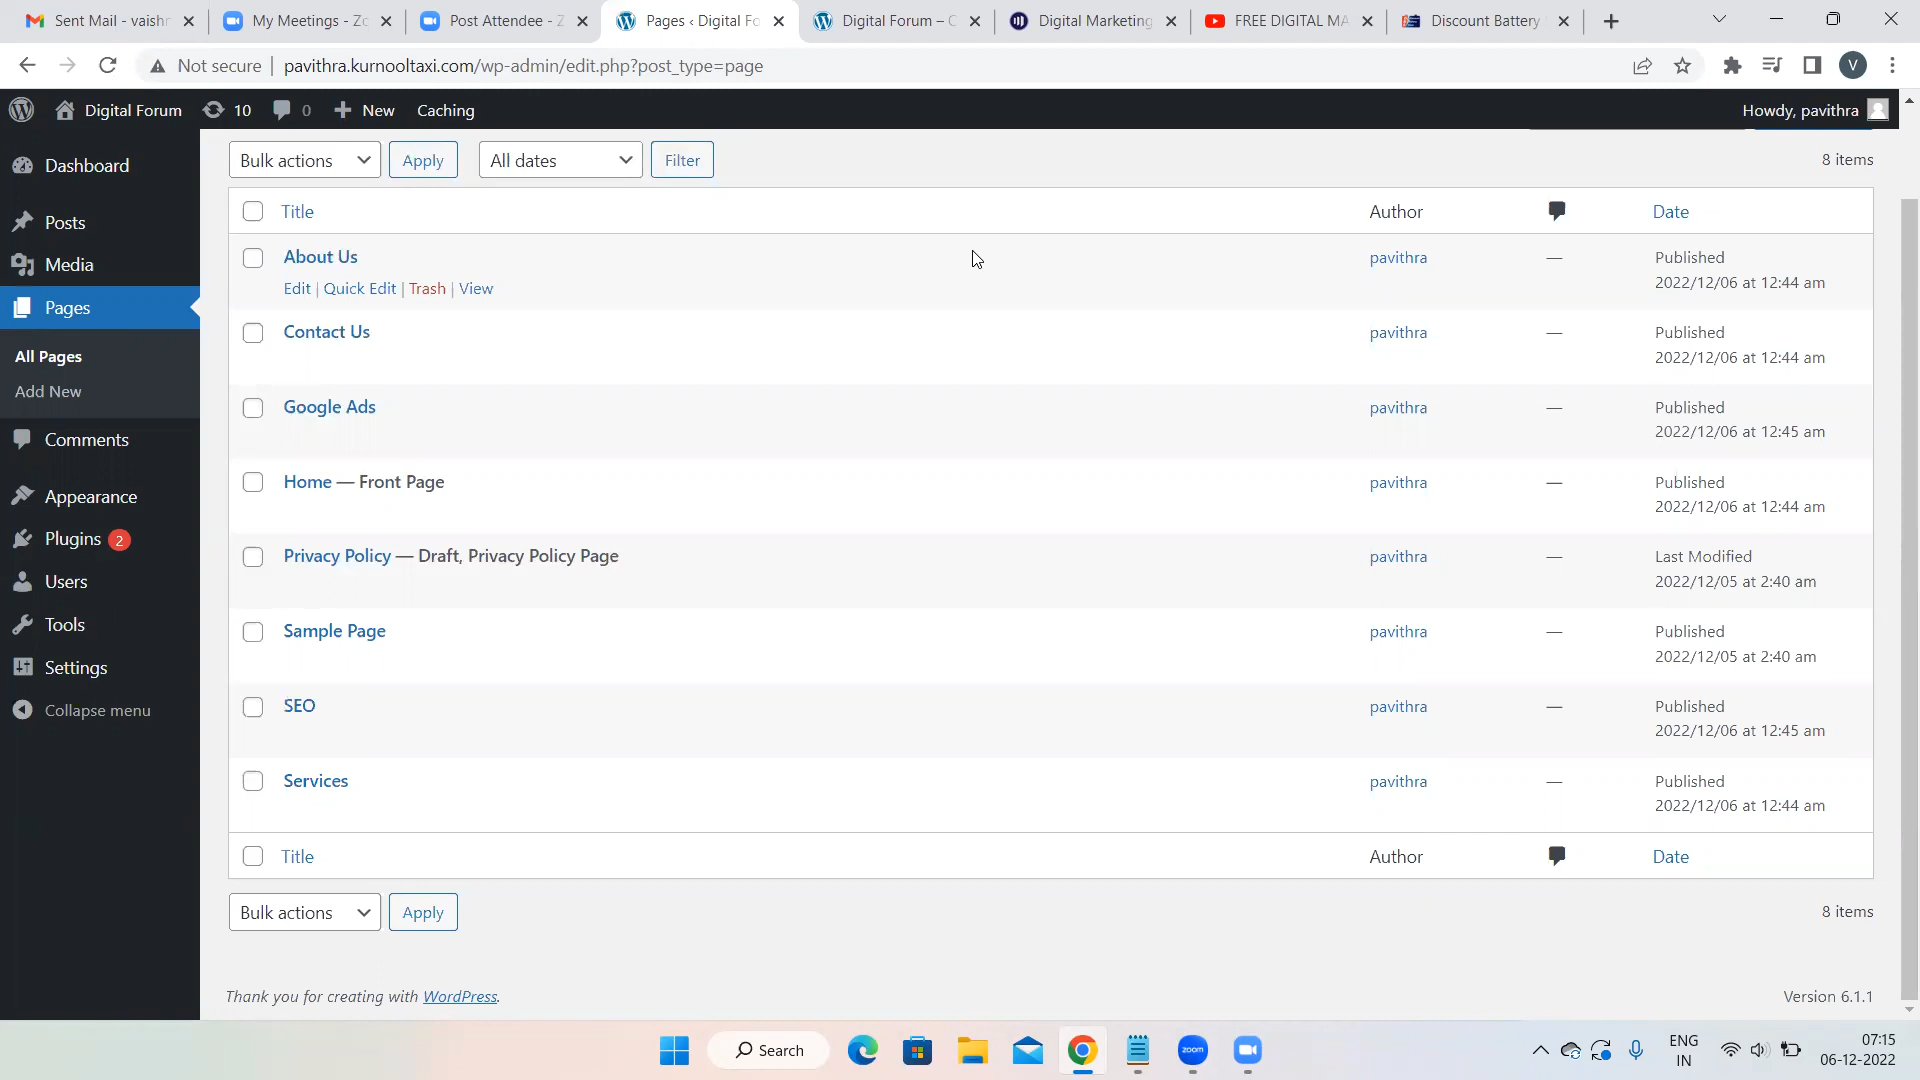 Sent Mail - vaish
My Meetings - Zo
Post Attendee - Z
Pages ‹ Digital Fo
Digital Forum – C
Digital Marketing
FREE DIGITAL MA
Discount Battery
Not secure
pavithra.kurnooltaxi.com/wp-admin/edit.php?post_type=page
V
Digital Forum
10
0
New
Caching
Howdy, pavithra
Dashboard
Posts
Media
Pages
All Pages
Add New
Comments
Appearance
Plugins 2
Users
Tools
Settings
Collapse menu
Bulk actions
Apply
All dates
Filter
8 items
Title
Author
Date
About Us
Edit | Quick Edit | Trash | View
pavithra
—
Published
2022/12/06 at 12:44 am
Contact Us
pavithra
—
Published
2022/12/06 at 12:44 am
Google Ads
pavithra
—
Published
2022/12/06 at 12:45 am
Home — Front Page
pavithra
—
Published
2022/12/06 at 12:44 am
Privacy Policy — Draft, Privacy Policy Page
pavithra
—
Last Modified
2022/12/05 at 2:40 am
Sample Page
pavithra
—
Published
2022/12/05 at 2:40 am
SEO
pavithra
—
Published
2022/12/06 at 12:45 am
Services
pavithra
—
Published
2022/12/06 at 12:44 am
Title
Author
Date
Bulk actions
Apply
8 items
Thank you for creating with WordPress.
Version 6.1.1
Search
zoom
ENG
IN
07:15
06-12-2022